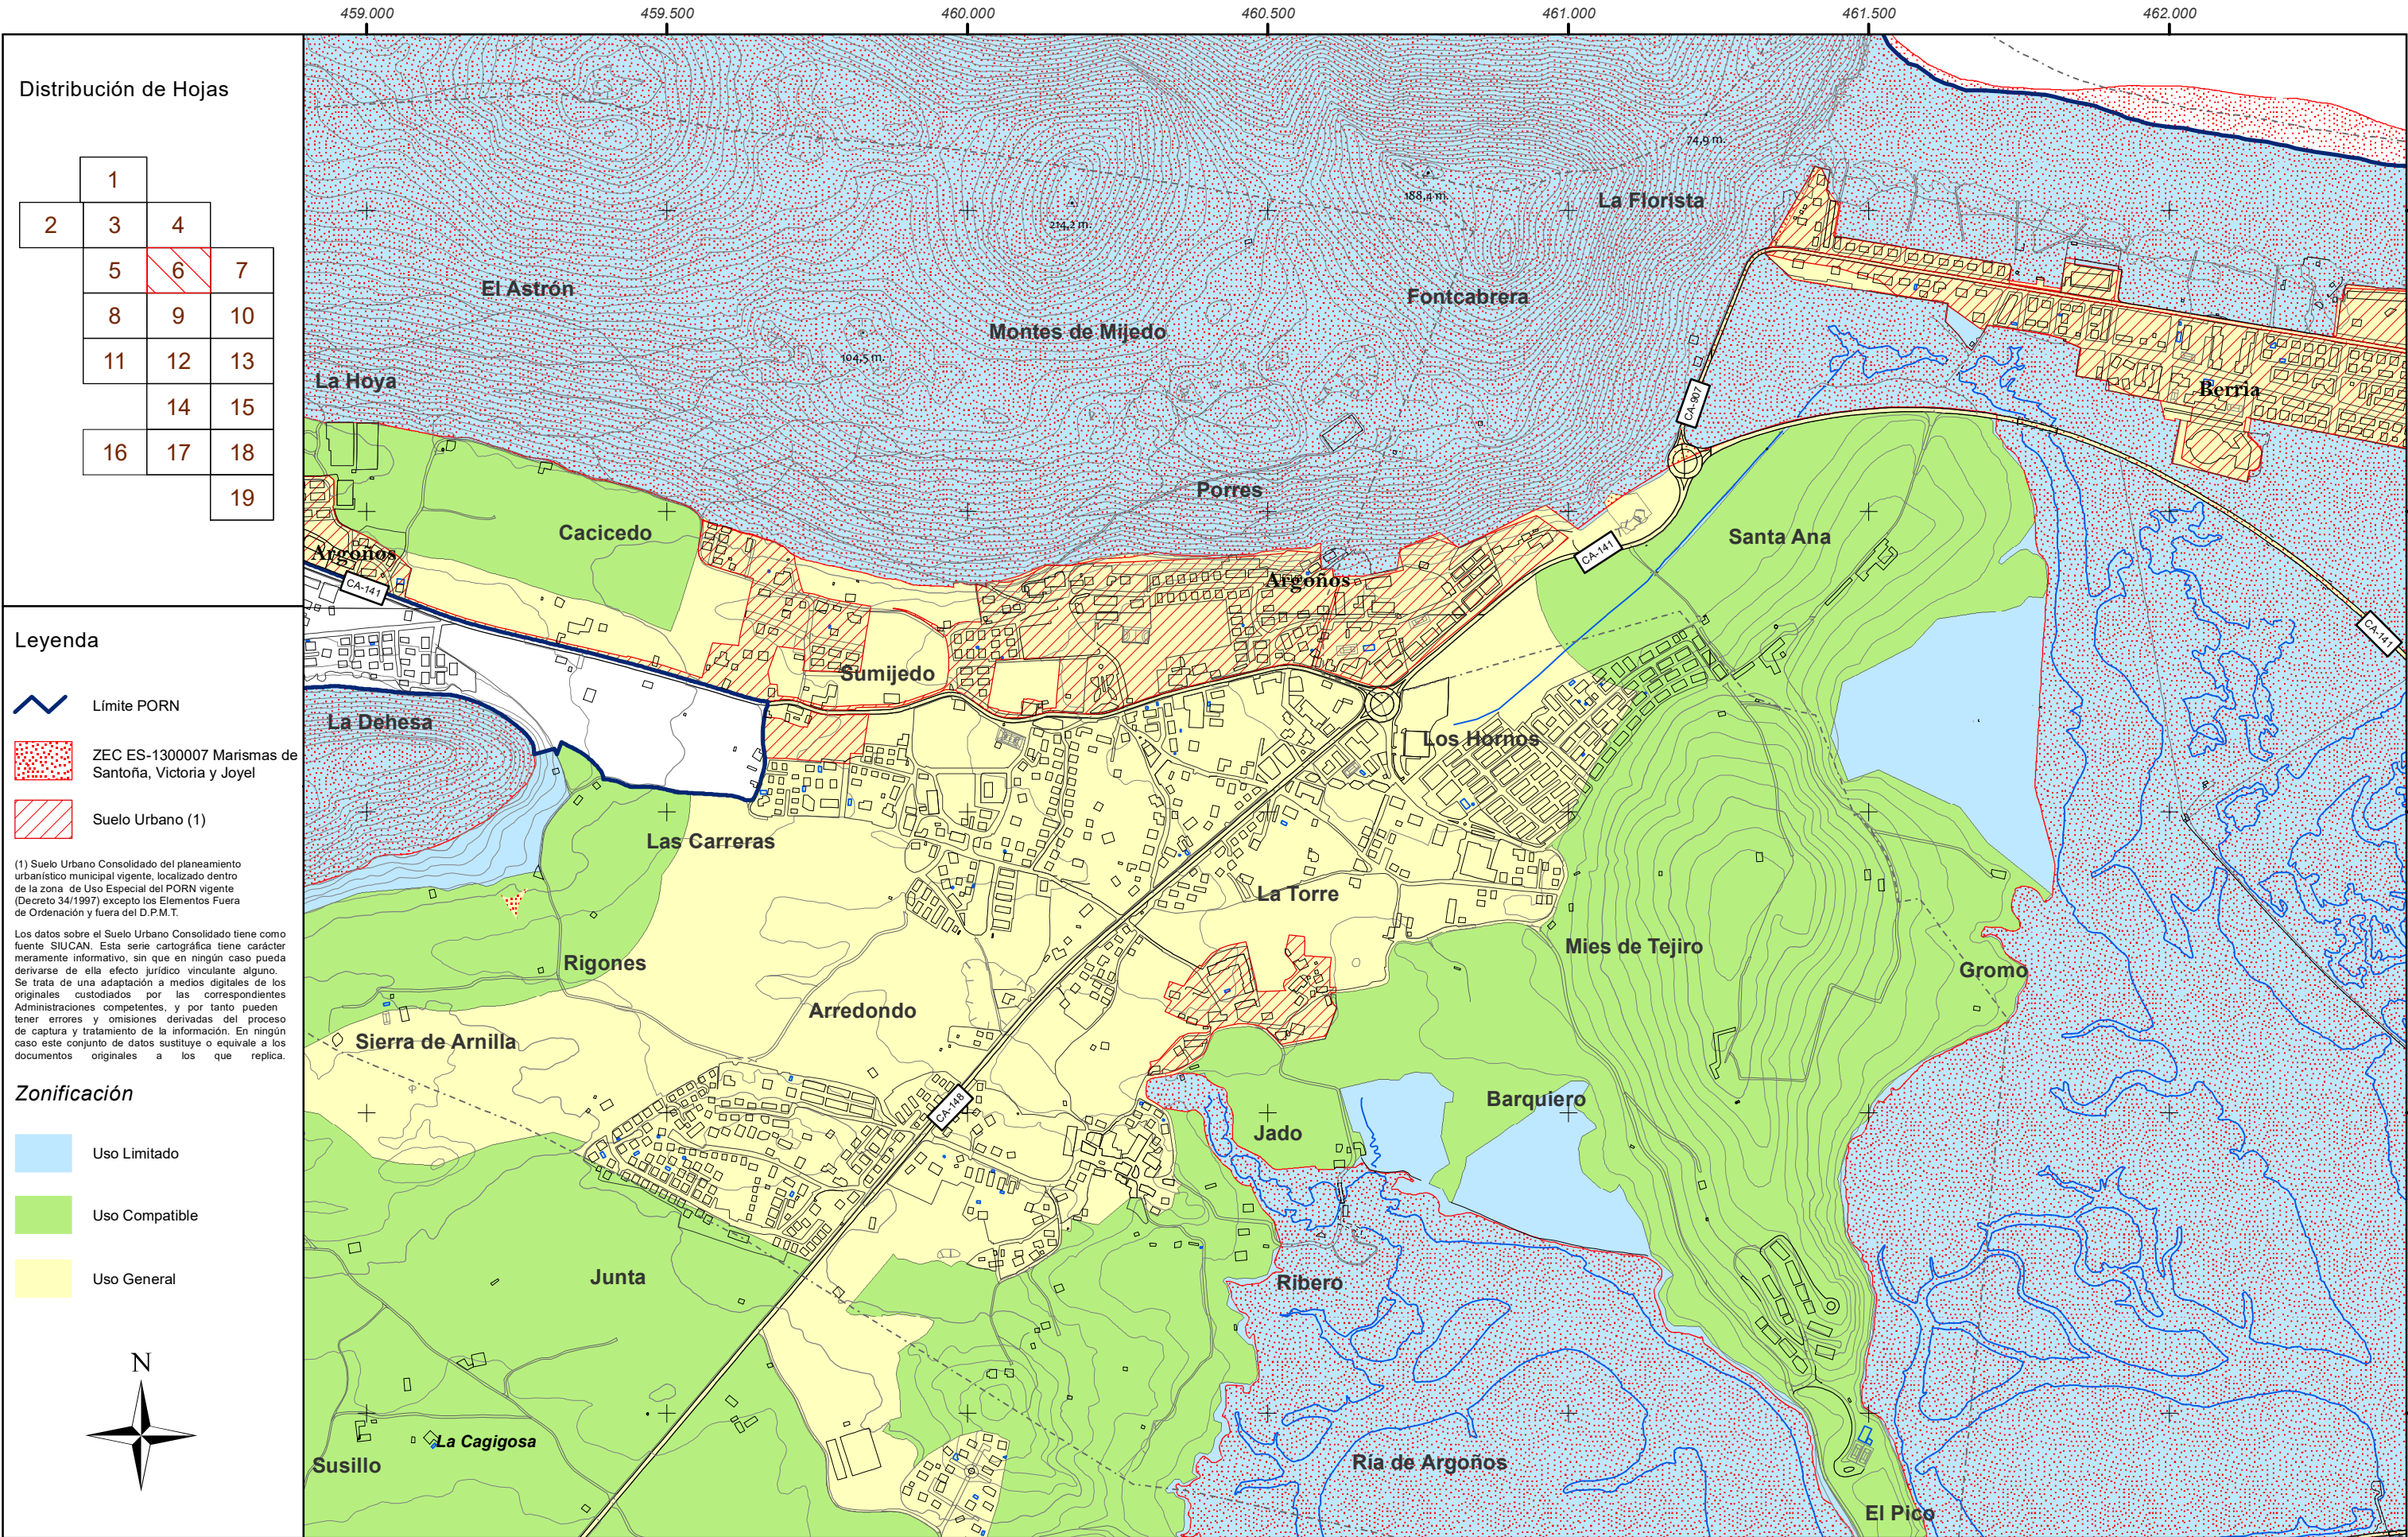 459.000 459.500 460.000 460.500 461.000 461.500 462.000
Distribución de Hojas
1
2 3 4
5 6 7
8 9 10
11 12 13
14 15
16 17 18
19
Leyenda
Límite PORN
ZEC ES-1300007 Marismas de
Santoña, Victoria y Joyel
Suelo Urbano (1)
(1) Suelo Urbano Consolidado del planeamiento
urbanístico municipal vigente, localizado dentro
de la zona de Uso Especial del PORN vigente
(Decreto 34/1997) excepto los Elementos Fuera
de Ordenación y fuera del D.P.M.T.
Los datos sobre el Suelo Urbano Consolidado tiene como
fuente SIUCAN. Esta serie cartográfica tiene carácter
meramente informativo, sin que en ningún caso pueda
derivarse de ella efecto jurídico vinculante alguno.
Se trata de una adaptación a medios digitales de los
originales custodiados por las correspondientes
Administraciones competentes, y por tanto pueden
tener errores y omisiones derivadas del proceso
de captura y tratamiento de la información. En ningún
caso este conjunto de datos sustituye o equivale a los
documentos originales a los que replica.
Zonificación
Uso Limitado
Uso Compatible
Uso General
N
74,9 m.
188,4 m.
La Florista
214,2 m.
El Astrón
Fontcabrera
Montes de Mijedo
104,5 m.
La Hoya
Berria
CA-907
Porres
Cacicedo
Santa Ana
Argoños
CA-141
Argoños
CA-141
CA-141
Sumijedo
La Dehesa
Los Hornos
Las Carreras
La Torre
Mies de Tejiro
Rigones
Gromo
Arredondo
Sierra de Arnilla
Barquiero
CA-148
Jado
Junta
Ribero
La Cagigosa
Susillo
Ría de Argoños
El Pico